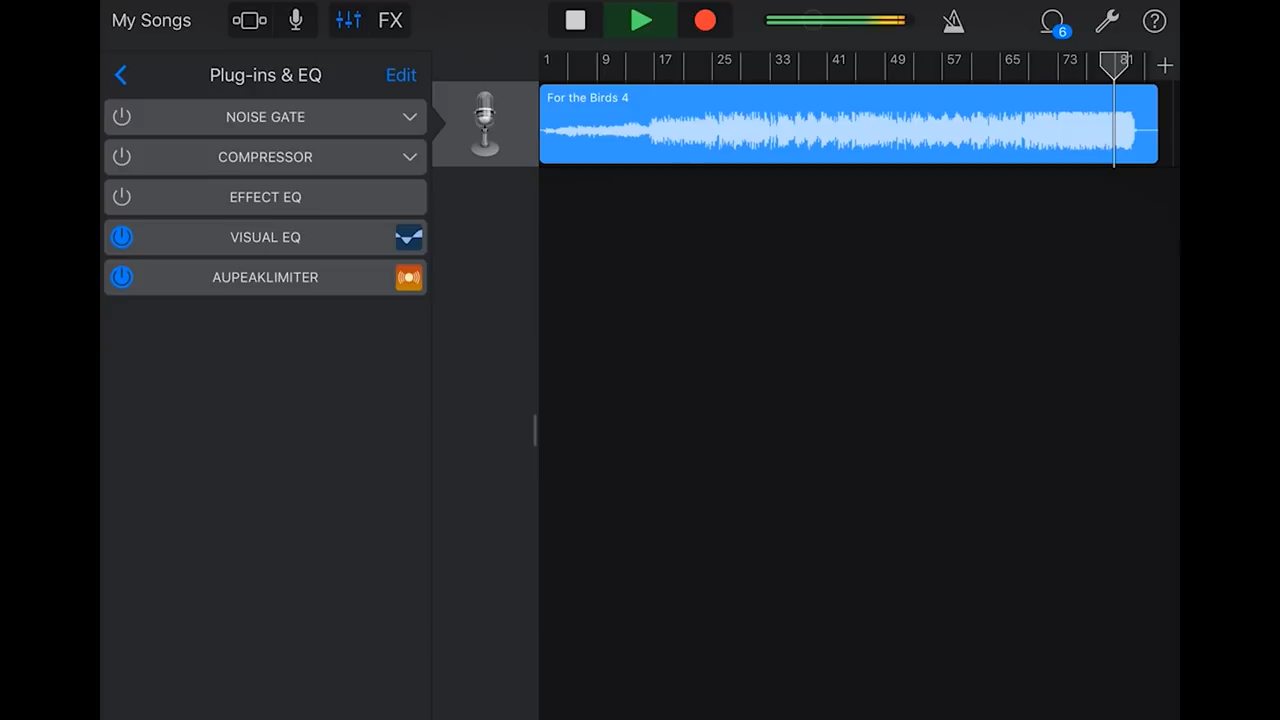 My Songs
FX
6
Plug-ins & EQ
Edit
NOISE GATE
COMPRESSOR
EFFECT EQ
VISUAL EQ
AUPEAKLIMITER
1 9 17 25 33 41 49 57 65 73 81
For the Birds 4